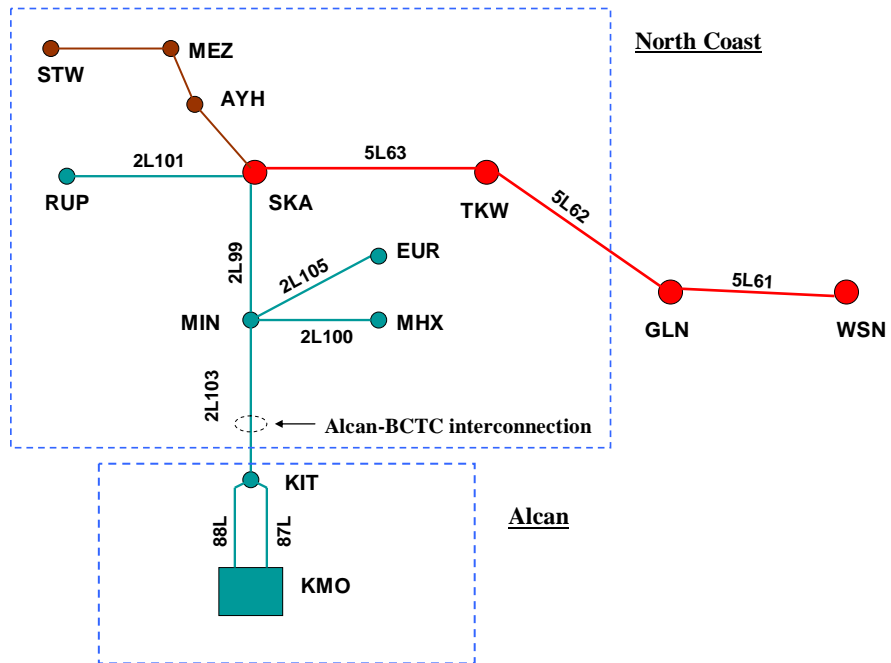 North Coast
MEZ
STW
AYH
2L101
5L63
RUP
SKA
TKW
5L62
2L99
2L105
EUR
5L61
MIN
MHX
2L100
GLN
WSN
2L103
Alcan-BCTC interconnection
KIT
Alcan
88L
87L
KMO